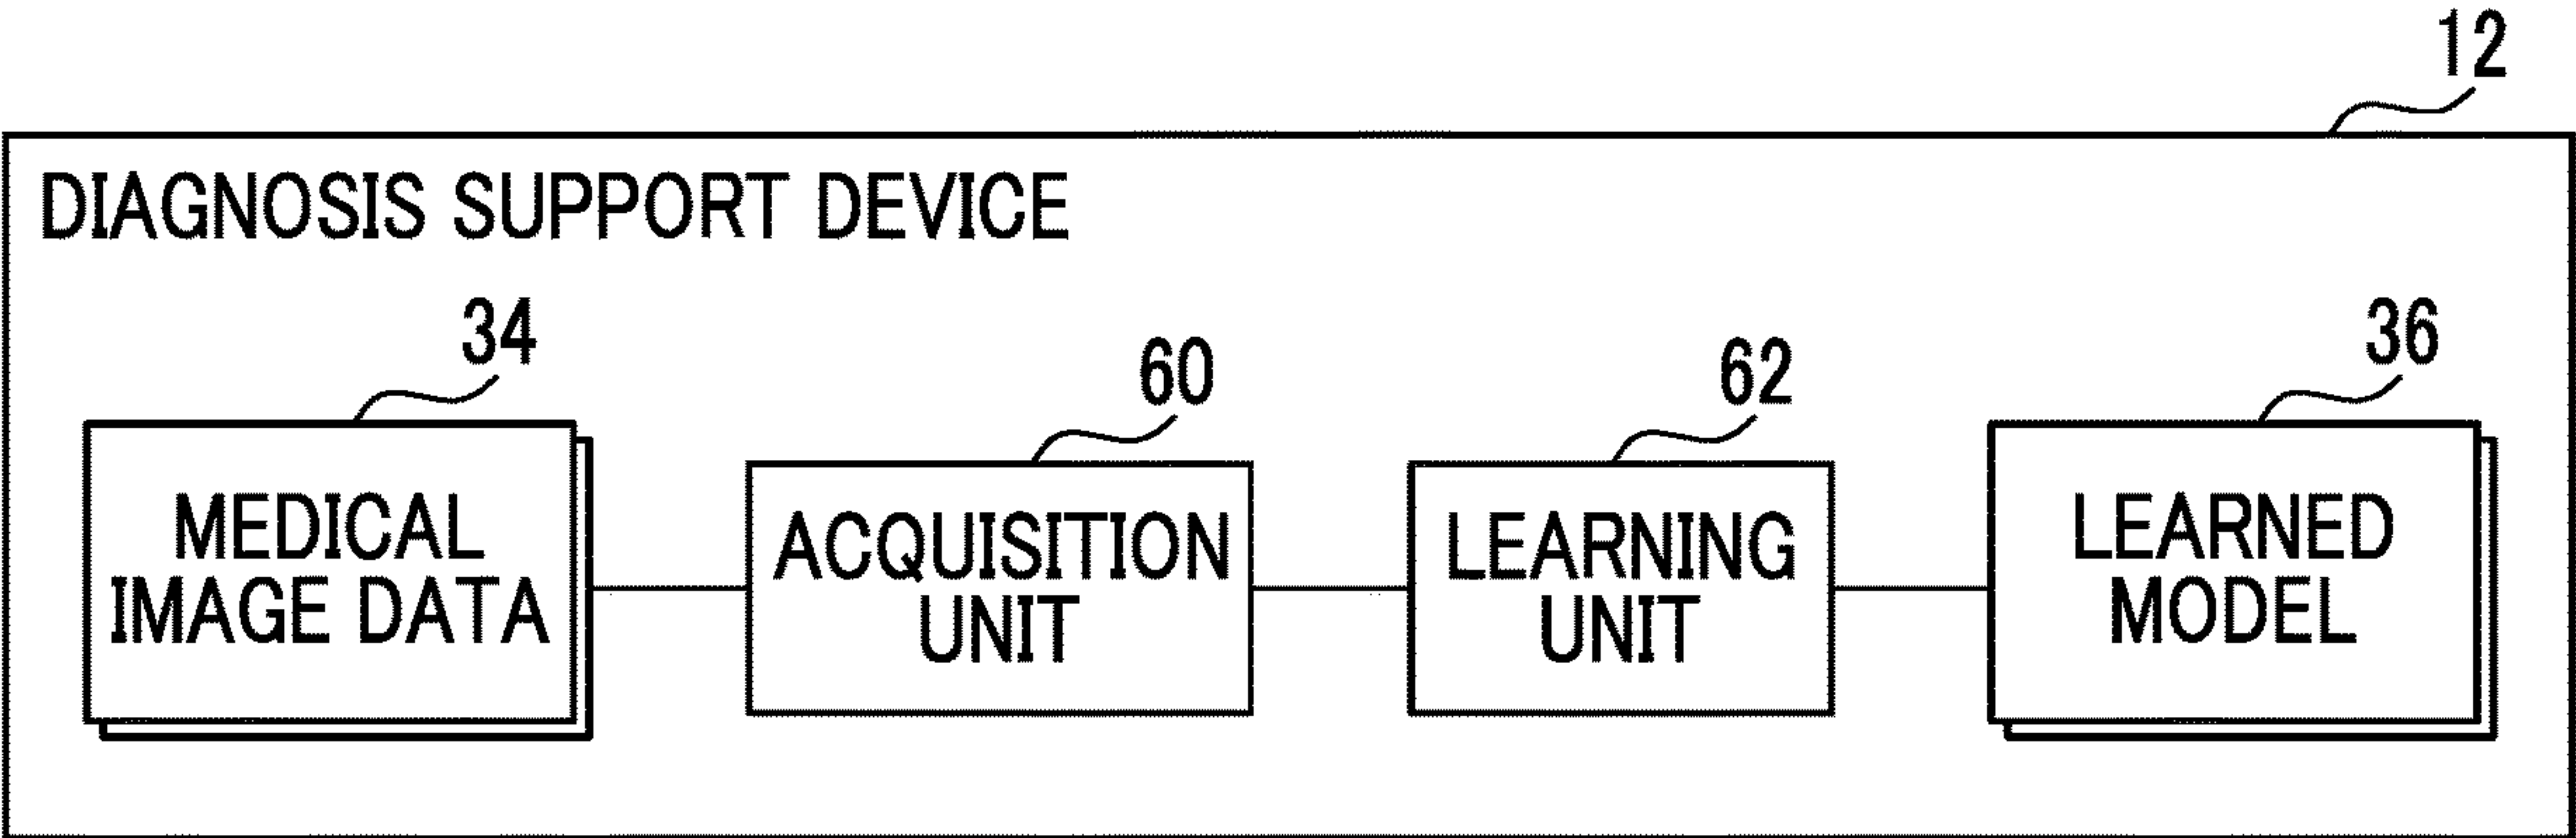 12
DIAGNOSIS SUPPORT DEVICE
34
60
62
36
MEDICAL
IMAGE DATA
ACQUISITION
UNIT
LEARNING
UNIT
LEARNED
MODEL